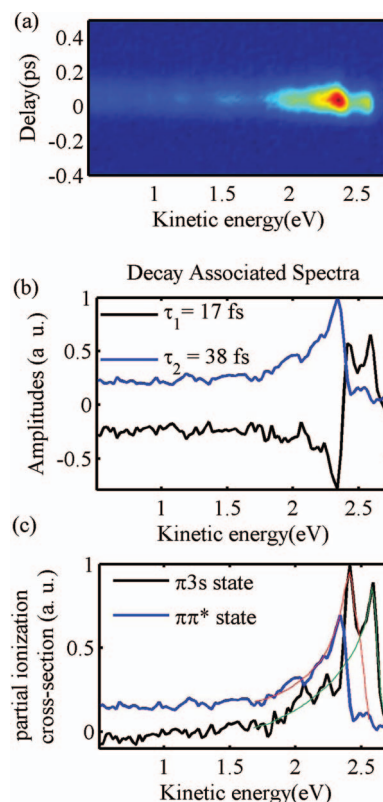 (a)
0.4
0.2
0
-0.2
-0.4
Delay(ps)
1 1.5 2 2.5
Kinetic energy(eV)
(b)
Decay Associated Spectra
1
0.5
0
-0.5
Amplitudes (a u.)
τ1= 17 fs
τ2= 38 fs
1 1.5 2 2.5
Kinetic energy(eV)
(c)
1
0.5
0
partial ionization
cross-section (a. u.)
π3s state
ππ* state
1 1.5 2 2.5
Kinetic energy(eV)